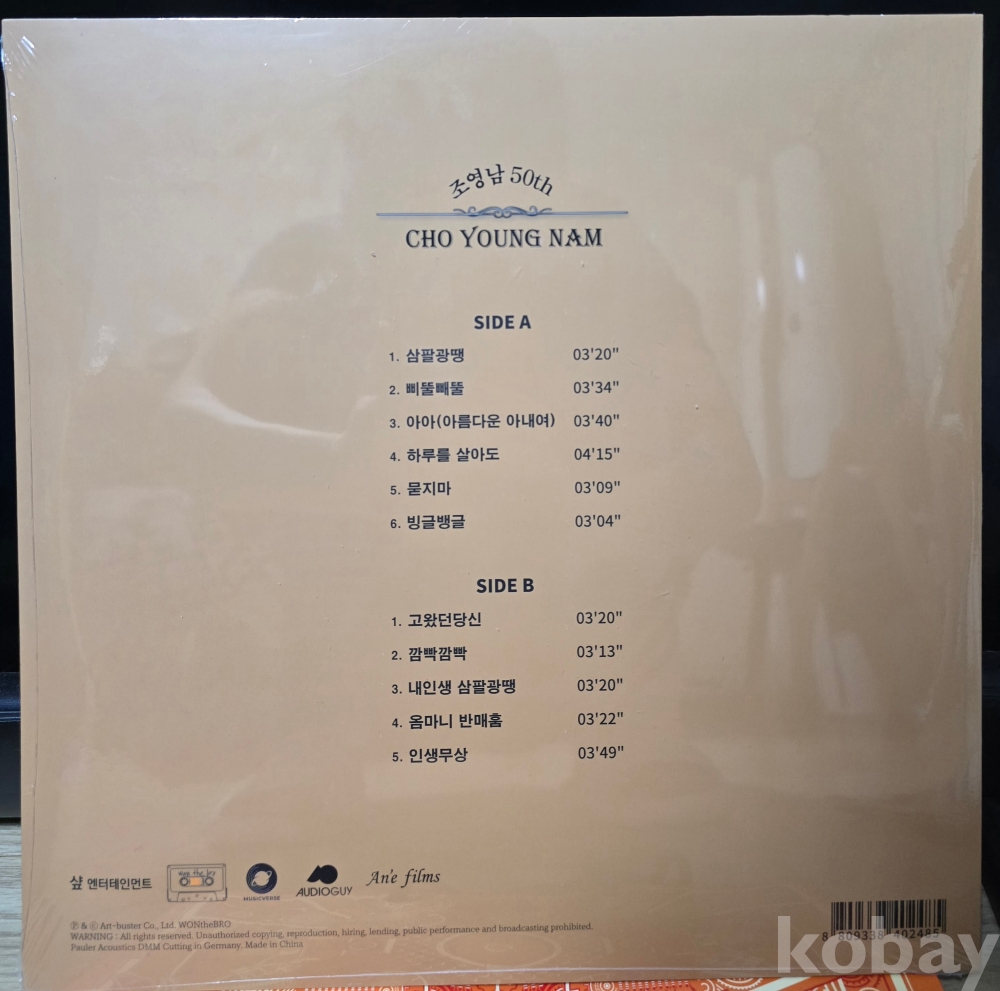 조영남 50th
CHO YOUNG NAM
SIDE A
1. 삼팔광땡 03'20"
2. 삐뚤빼뚤 03'34"
3. 아아(아름다운 아내여) 03'40"
4. 하루를 살아도 04'15"
5. 묻지마 03'09"
6. 빙글뱅글 03'04"
SIDE B
1. 고왔던당신 03'20"
2. 깜빡깜빡 03'13"
3. 내인생 삼팔광땡 03'20"
4. 옴마니 반매훔 03'22"
5. 인생무상 03'49"
샾 엔터테인먼트
won the bro
MUSICVERSE
AUDIOGUY
An'e films
Ⓟ & ⓒ Art-buster Co., Ltd. WONtheBRO
WARNING : All rights reserved. Unauthorized copying, reproduction, hiring, lending, public performance and broadcasting prohibited.
Pauler Acoustics DMM Cutting in Germany. Made in China
8 809338 402485
kobay